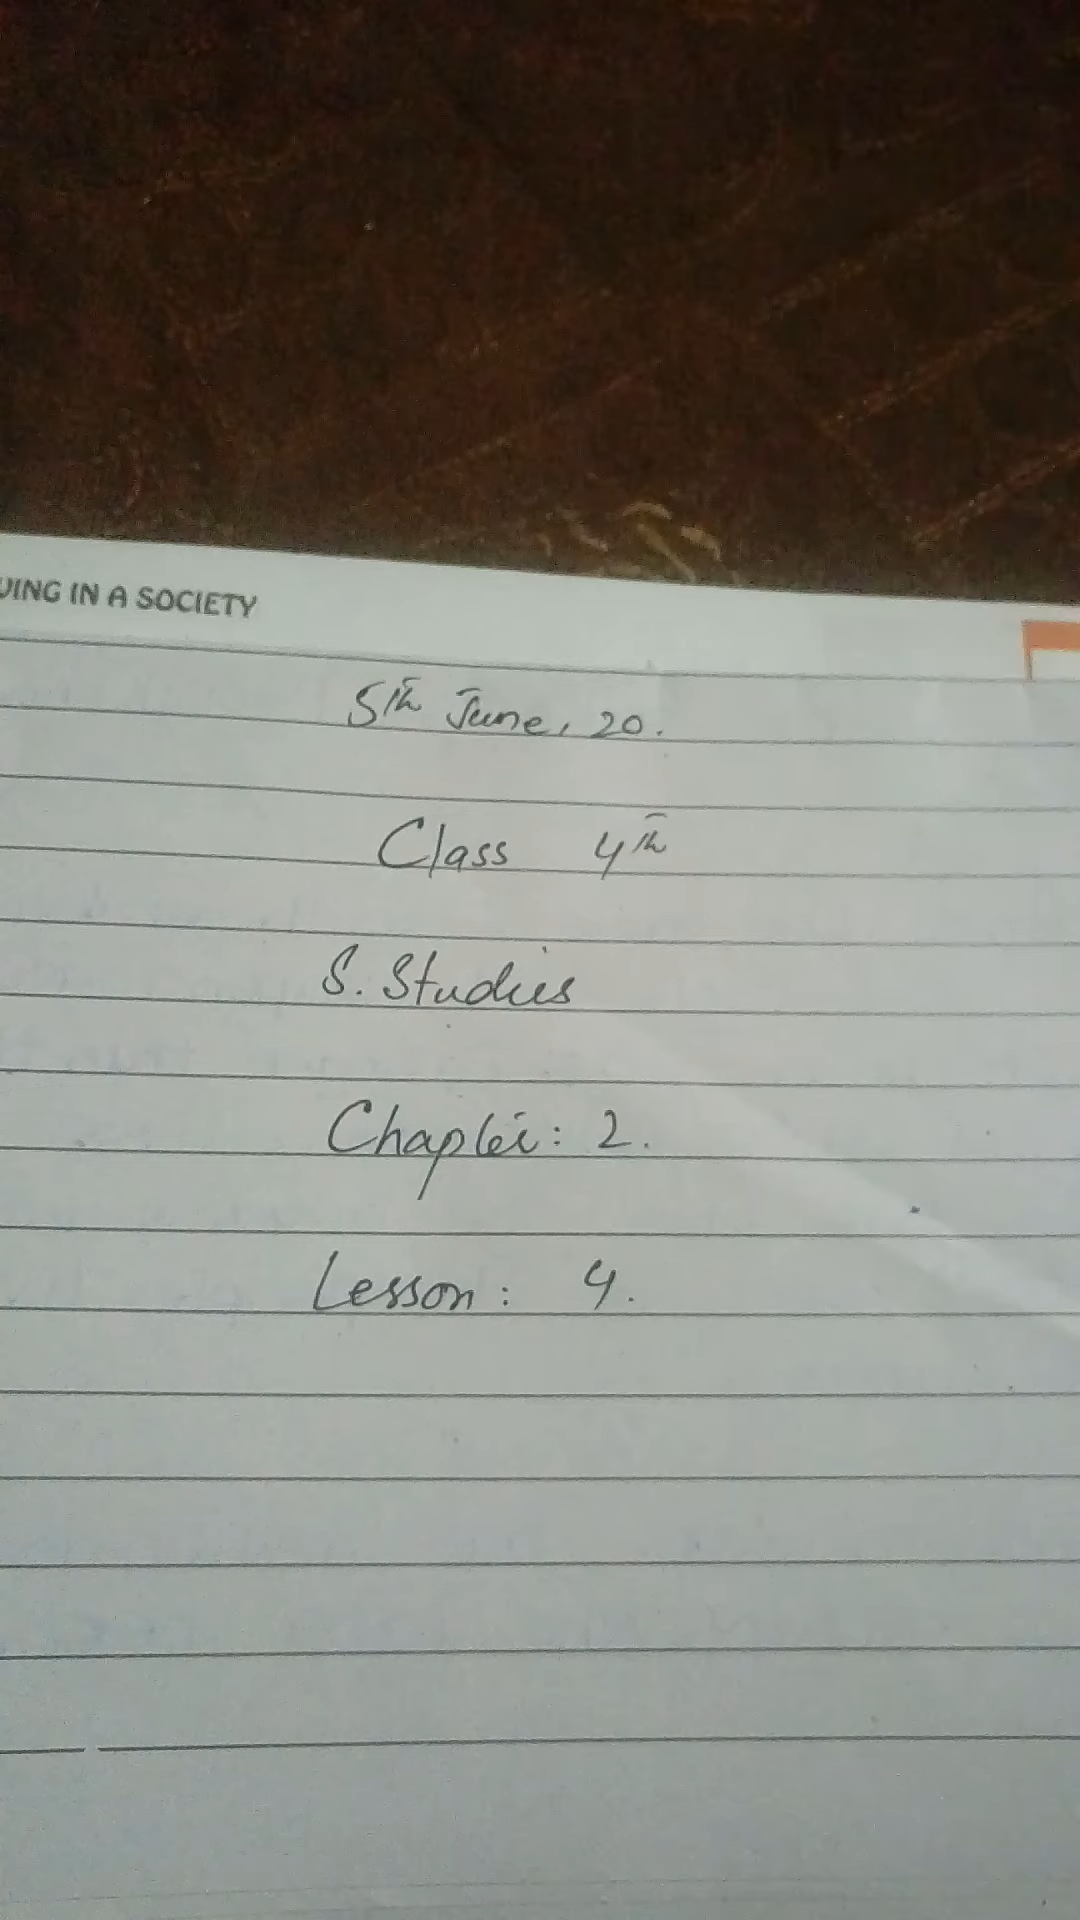 VING IN A SOCIETY
5th June, 20.
Class 4th
S. Studies
Chapter: 2.
Lesson: 4.